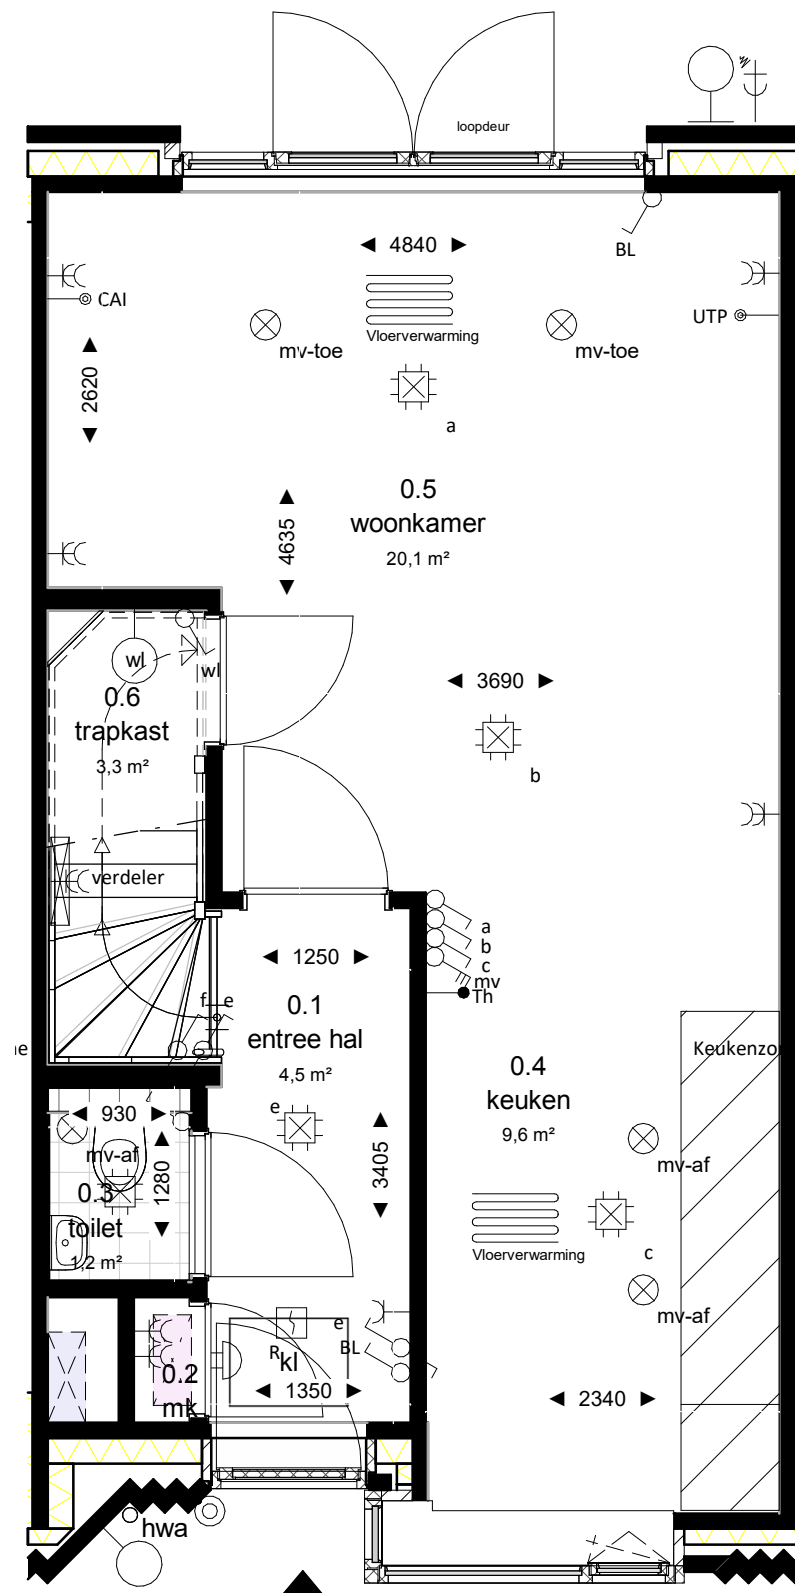 loopdeur
4840
BL
CAI
UTP
mv-toe
Vloerverwarming
mv-toe
2620
a
0.5
woonkamer
20,1 m²
4635
wl
wl
3690
0.6
trapkast
3,3 m²
b
verdeler
a
b
c
mv
Th
1250
f
e
0.1
entree hal
4,5 m²
Keukenzo
0.4
keuken
9,6 m²
e
930
mv-af
1280
3405
mv-af
0.3
toilet
1,2 m²
Vloerverwarming
c
mv-af
e
BL
R
kl
0.2
mk
1350
2340
hwa